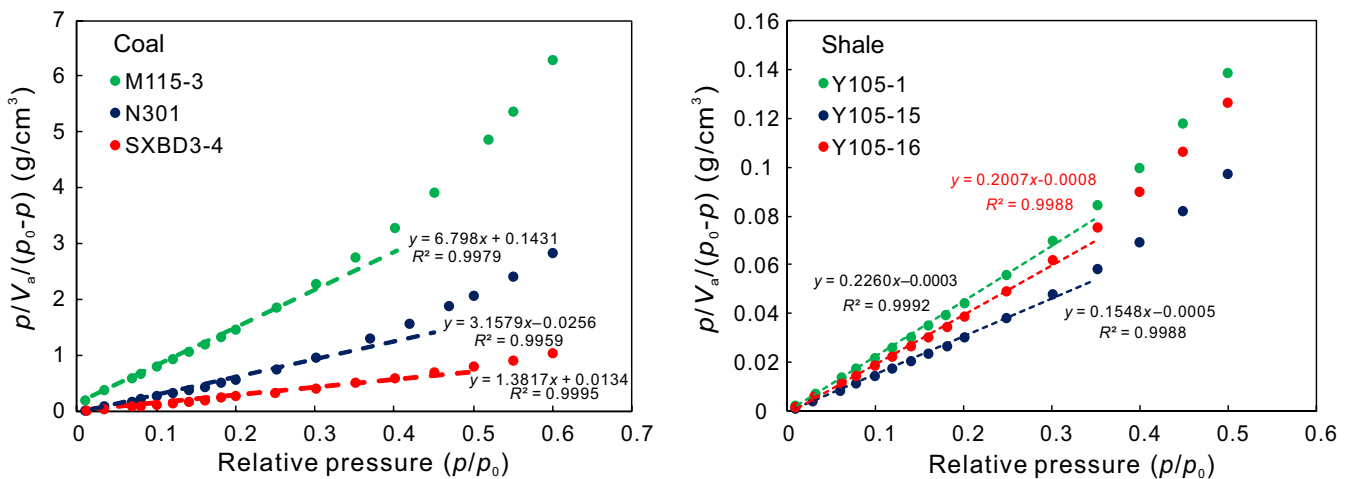 Coal
M115-3
N301
SXBD3-4
y = 6.798x + 0.1431
R² = 0.9979
y = 3.1579x–0.0256
R² = 0.9959
y = 1.3817x + 0.0134
R² = 0.9995
p/Vₐ/(p₀-p) (g/cm³)
7
6
5
4
3
2
1
0
0
0.1
0.2
0.3
0.4
0.5
0.6
0.7
Relative pressure (p/p₀)
Shale
Y105-1
Y105-15
Y105-16
y = 0.2007x-0.0008
R² = 0.9988
y = 0.2260x–0.0003
R² = 0.9992
y = 0.1548x–0.0005
R² = 0.9988
p/Vₐ/(p₀-p) (g/cm³)
0.16
0.14
0.12
0.1
0.08
0.06
0.04
0.02
0
0
0.1
0.2
0.3
0.4
0.5
0.6
Relative pressure (p/p₀)